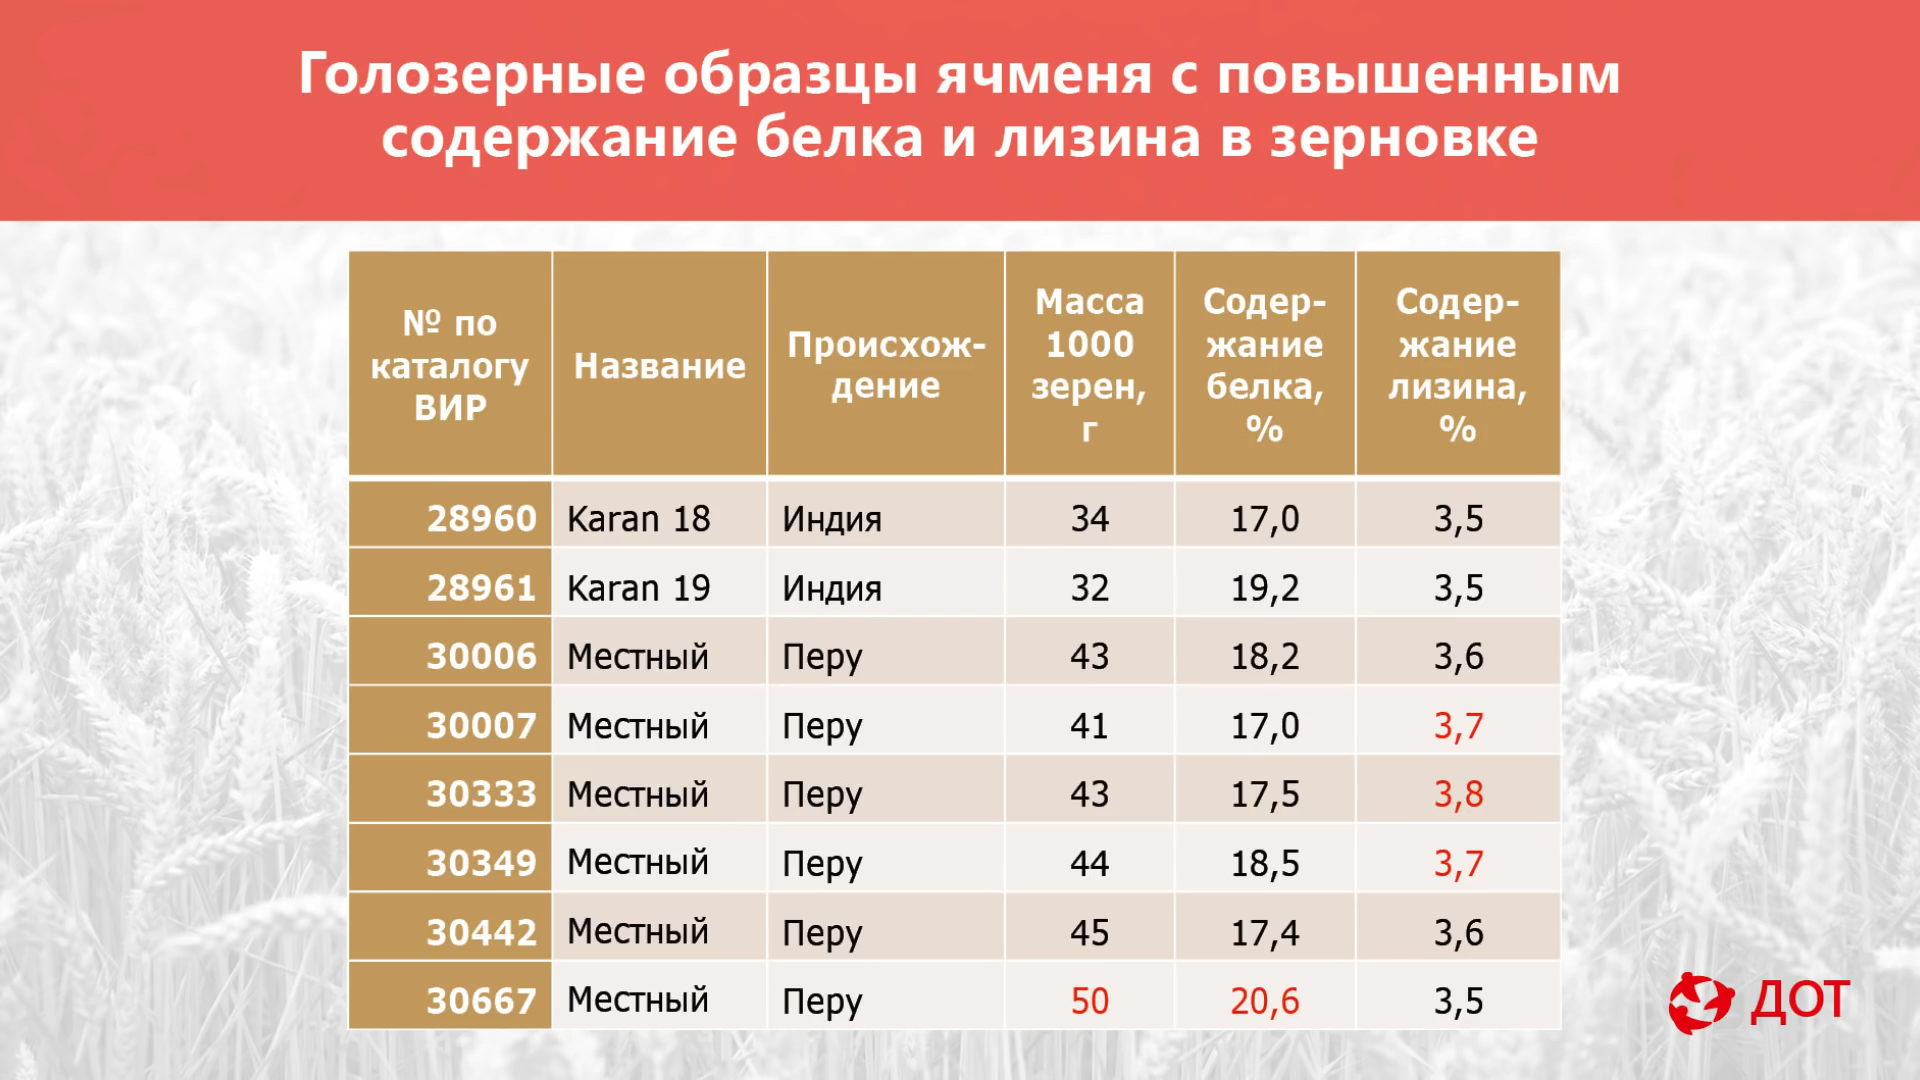 Голозерные образцы ячменя с повышенным
содержание белка и лизина в зерновке
№ по
каталогу
ВИР
Название
Происхож-
дение
Масса
1000
зерен,
г
Содер-
жание
белка,
%
Содер-
жание
лизина,
%
28960 Karan 18 Индия 34 17,0 3,5
28961 Karan 19 Индия 32 19,2 3,5
30006 Местный Перу 43 18,2 3,6
30007 Местный Перу 41 17,0 3,7
30333 Местный Перу 43 17,5 3,8
30349 Местный Перу 44 18,5 3,7
30442 Местный Перу 45 17,4 3,6
30667 Местный Перу 50 20,6 3,5
ДОТ